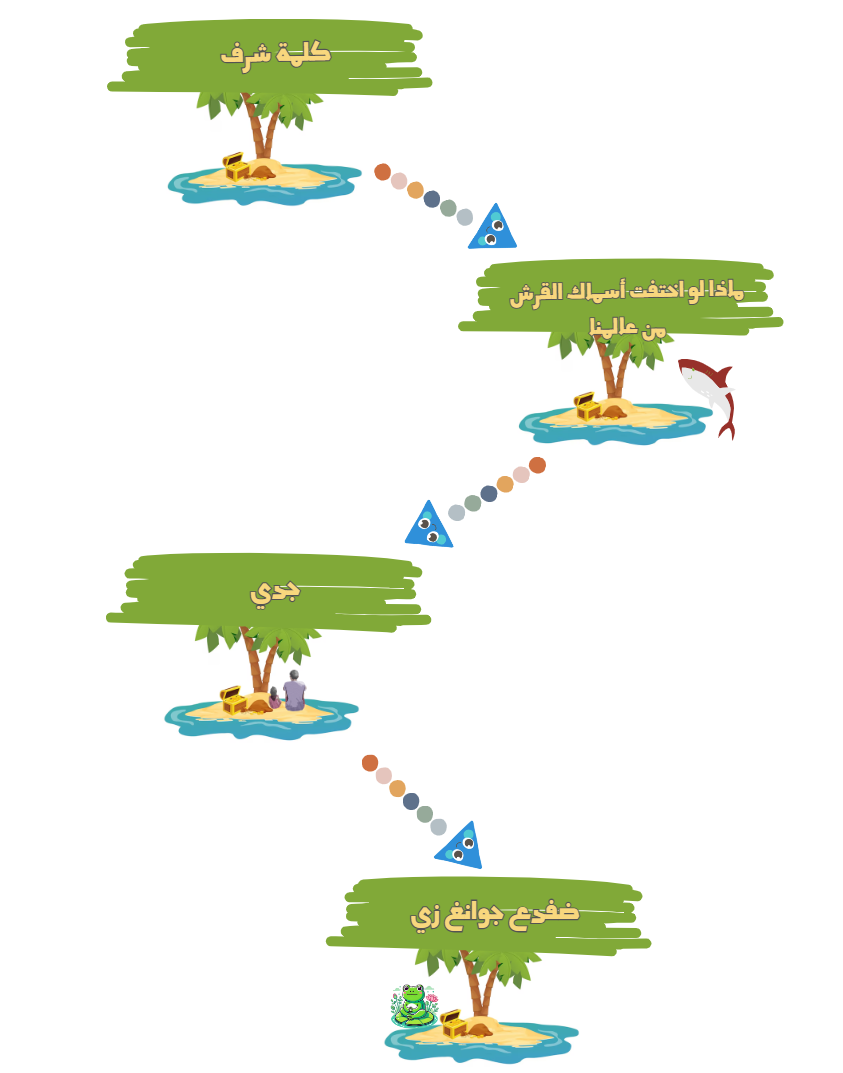 كلمة شرف
ماذا لو اختفت أسماك القرش
من عالمنا
جدي
ضفدع جوانغ زي